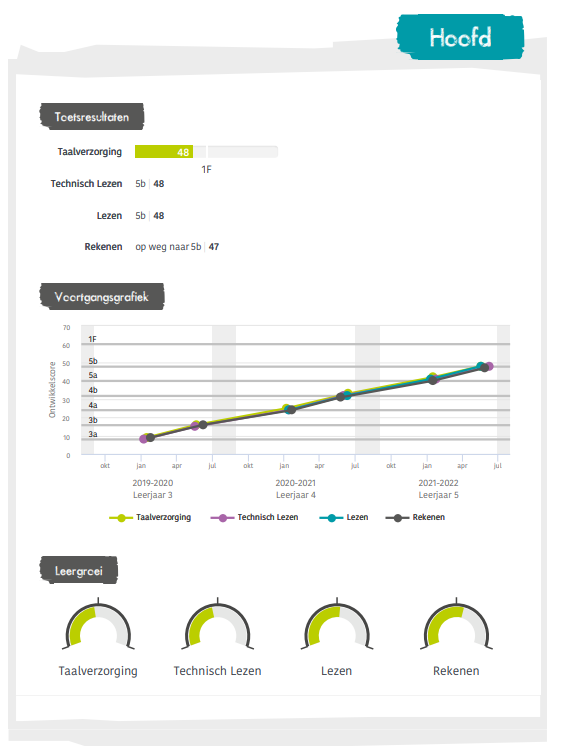 Hoofd
Toetsresultaten
Taalverzorging 48
1F
Technisch Lezen 5b | 48
Lezen 5b | 48
Rekenen op weg naar 5b | 47
Voortgangsgrafiek
Ontwikkelscore
70
1F
60
5b
50
5a
40
4b
30
4a
20
3b
10
3a
0
okt jan apr jul okt jan apr jul okt jan apr jul
2019-2020 2020-2021 2021-2022
Leerjaar 3 Leerjaar 4 Leerjaar 5
Taalverzorging Technisch Lezen Lezen Rekenen
Leergroei
Taalverzorging Technisch Lezen Lezen Rekenen